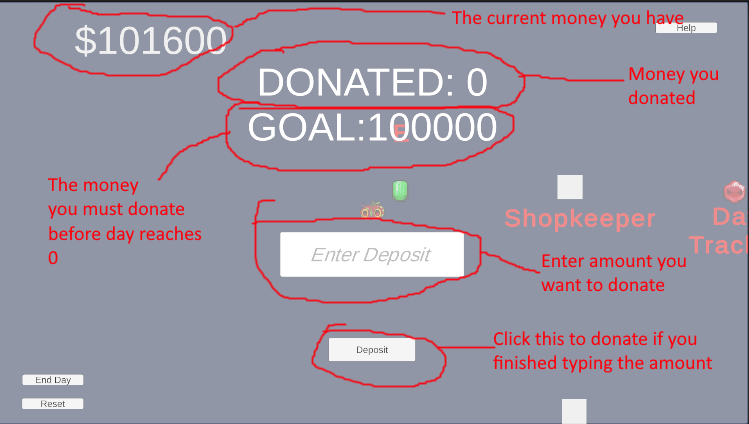 The current money you have
$101600
Help
DONATED: 0
Money you
donated
GOAL:100000
E
The money
you must donate
before day reaches
0
Shopkeeper
Da
Trac
Enter Deposit
Enter amount you
want to donate
Deposit
Click this to donate if you
finished typing the amount
End Day
Reset